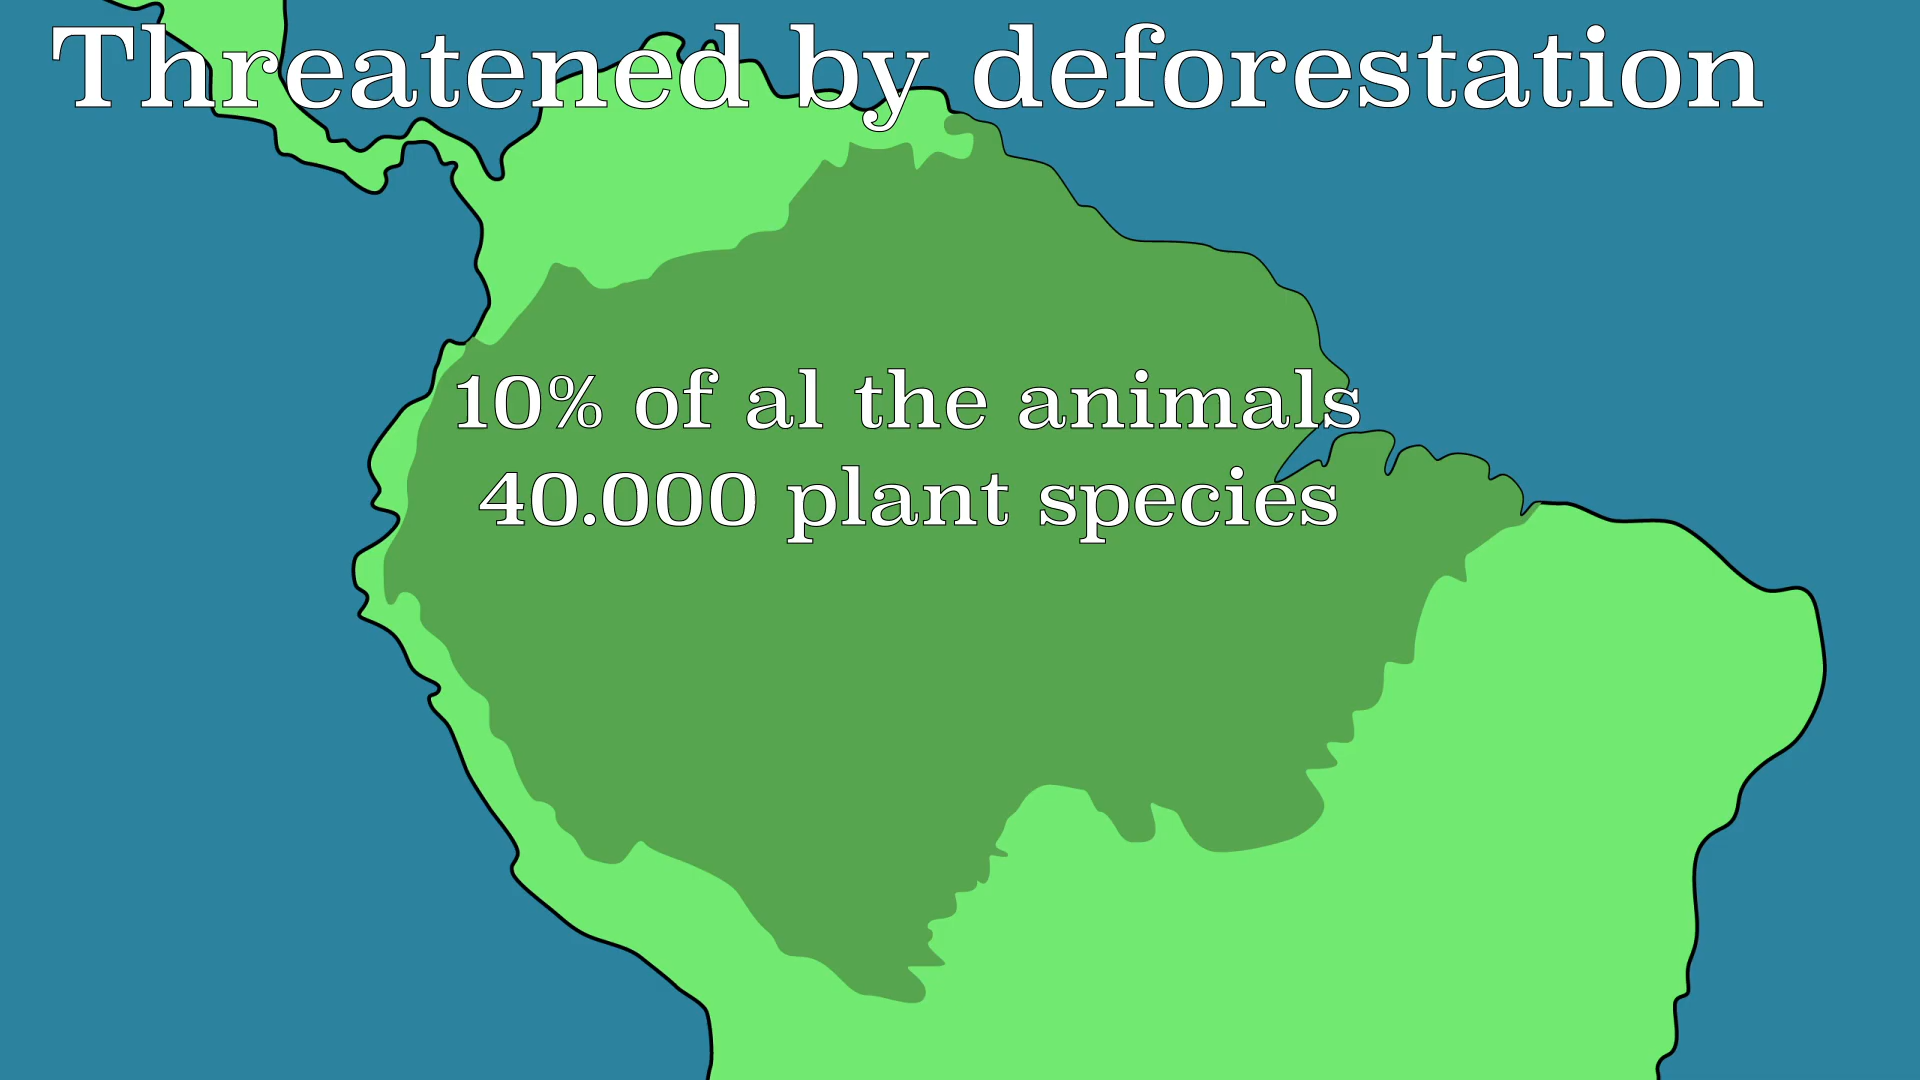 Threatened by deforestation
10% of al the animals
40.000 plant species